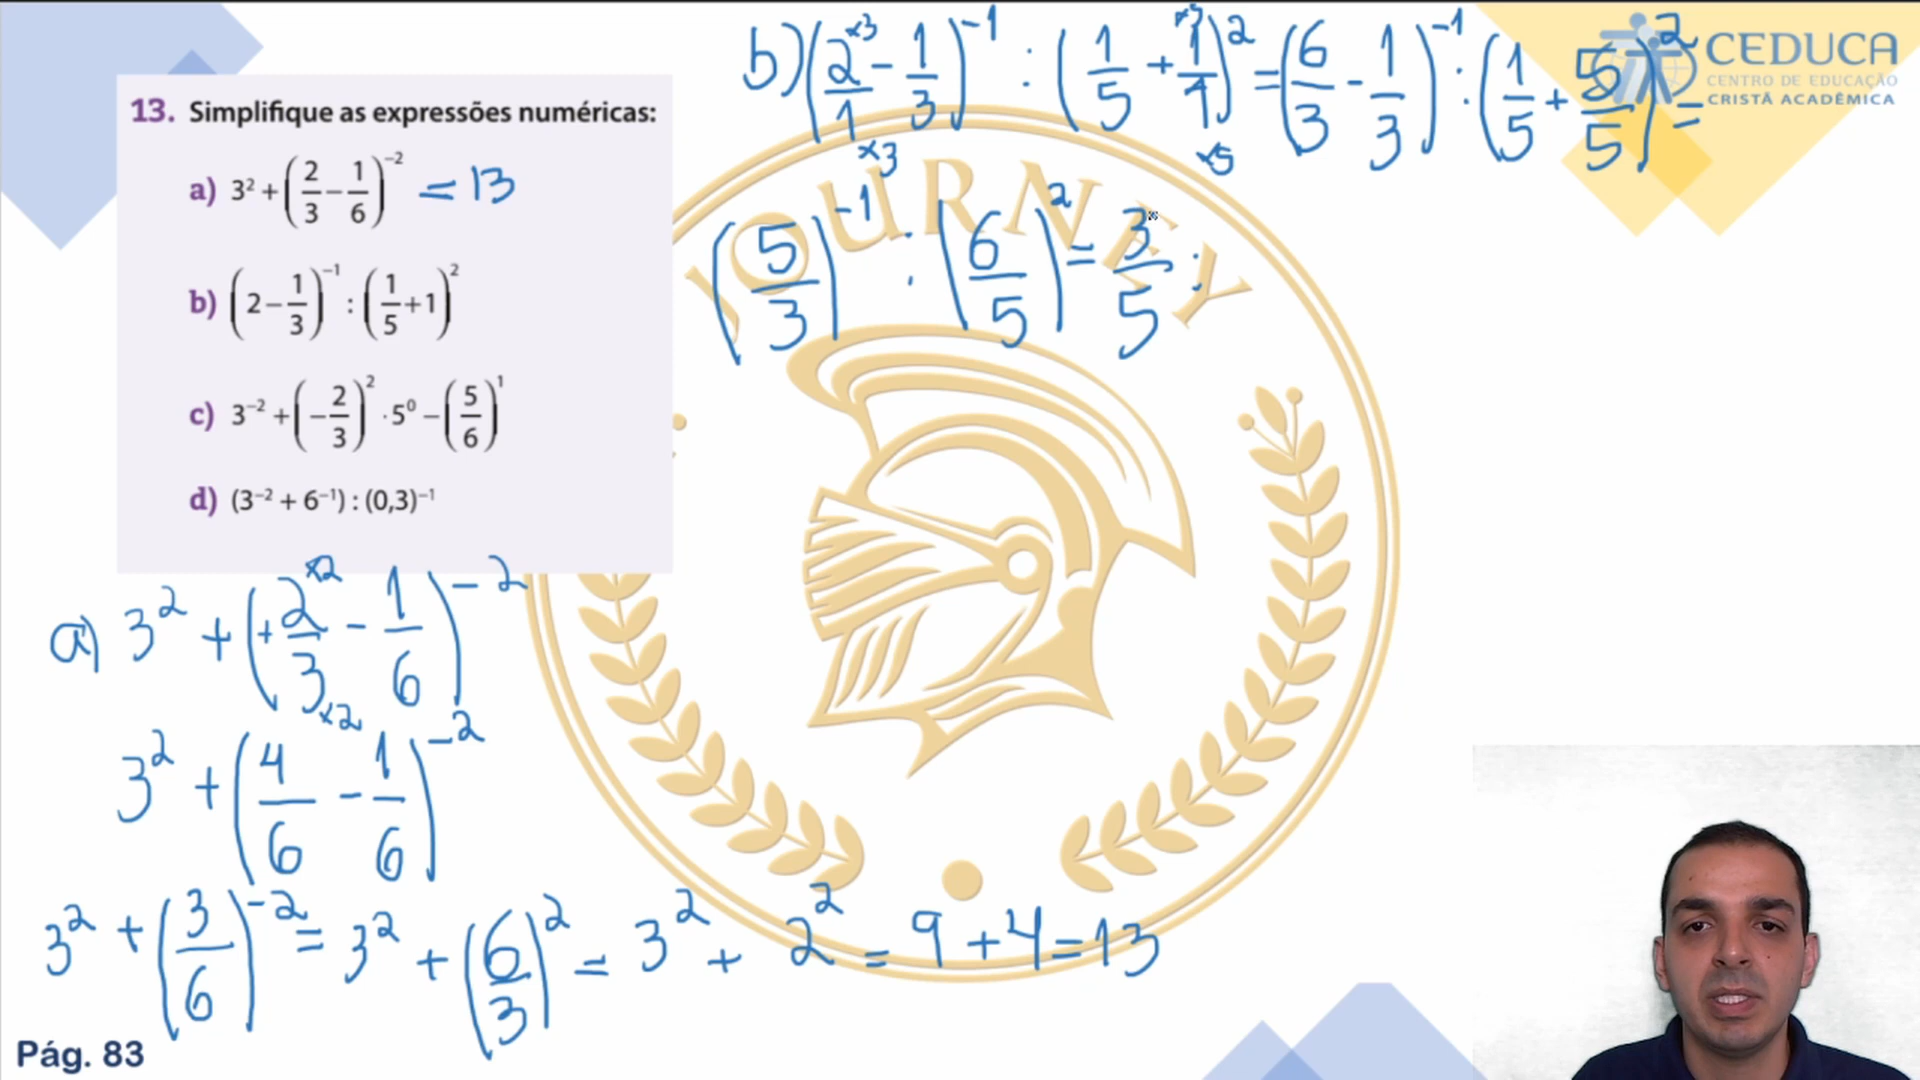 13. Simplifique as expressões numéricas:
a) 3² + (2/3 − 1/6)⁻² = 13
b) (2 − 1/3)⁻¹ : (1/5 + 1)²
c) 3⁻² + (−2/3)² · 5⁰ − (5/6)¹
d) (3⁻² + 6⁻¹) : (0,3)⁻¹
b) (2/1 − 1/3)⁻¹ : (1/5 + 1/1)² = (6/3 − 1/3)⁻¹ : (1/5 + 5/5)² =
×3 ×3 ×5
(5/3)⁻¹ : (6/5)² = 3/5 :
CEDUCA
CENTRO DE EDUCAÇÃO
CRISTÃ ACADÊMICA
JOURNEY
a) 3² + (+2/3 − 1/6)⁻²
×2 ×2
3² + (4/6 − 1/6)⁻²
3² + (3/6)⁻² = 3² + (6/3)² = 3² + 2² = 9 + 4 = 13
Pág. 83